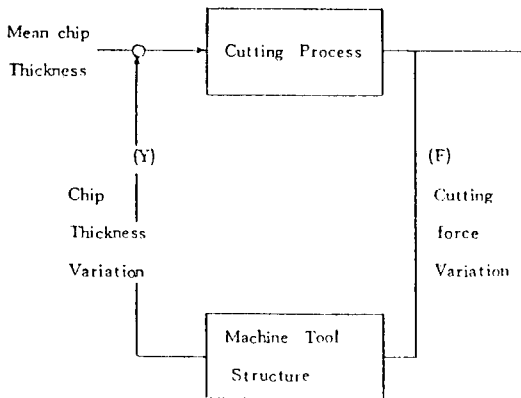 Mean chip
Thickness
Cutting Process
(Y)
Chip
Thickness
Variation
(F)
Cutting
force
Variation
Machine Tool
Structure